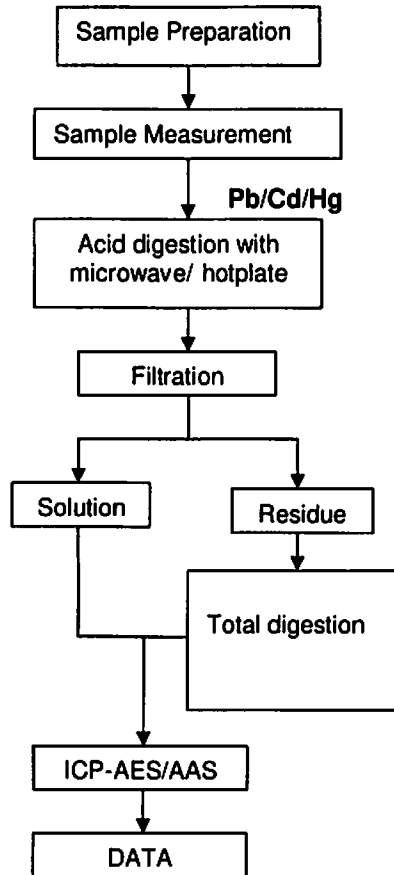 Sample Preparation
Sample Measurement
Pb/Cd/Hg
Acid digestion with
microwave/ hotplate
Filtration
Solution
Residue
Total digestion
ICP-AES/AAS
DATA